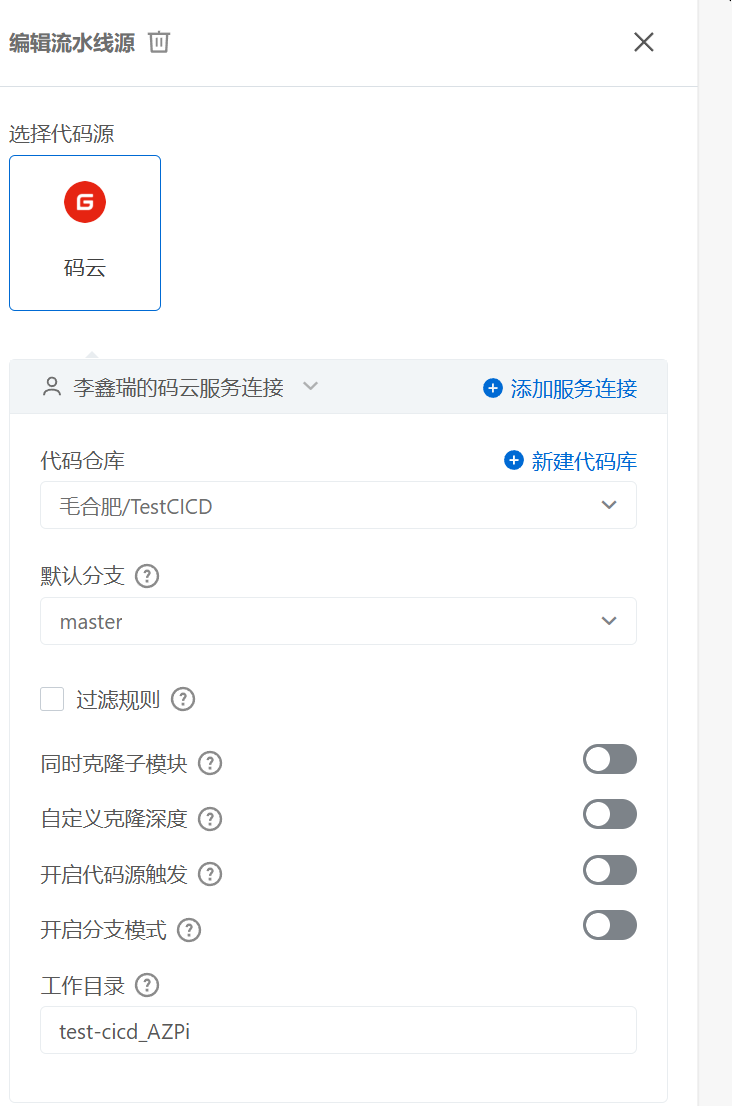 编辑流水线源
选择代码源
G
码云
李鑫瑞的码云服务连接
添加服务连接
代码仓库
新建代码库
毛合肥/TestCICD
默认分支 ?
master
过滤规则 ?
同时克隆子模块 ?
自定义克隆深度 ?
开启代码源触发 ?
开启分支模式 ?
工作目录 ?
test-cicd_AZPi